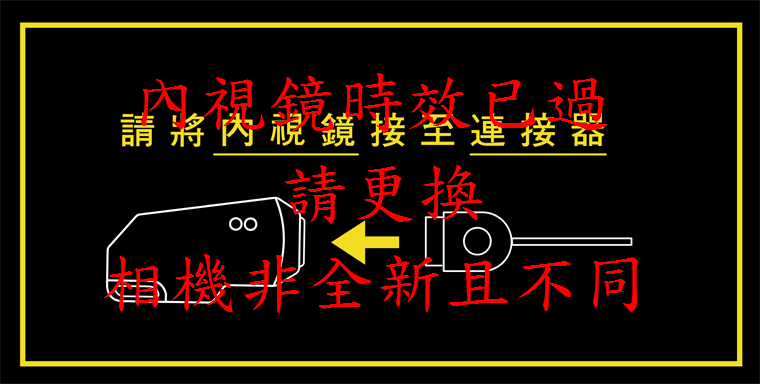 內視鏡時效已過
請將內視鏡接至連接器
請更換
相機非全新且不同